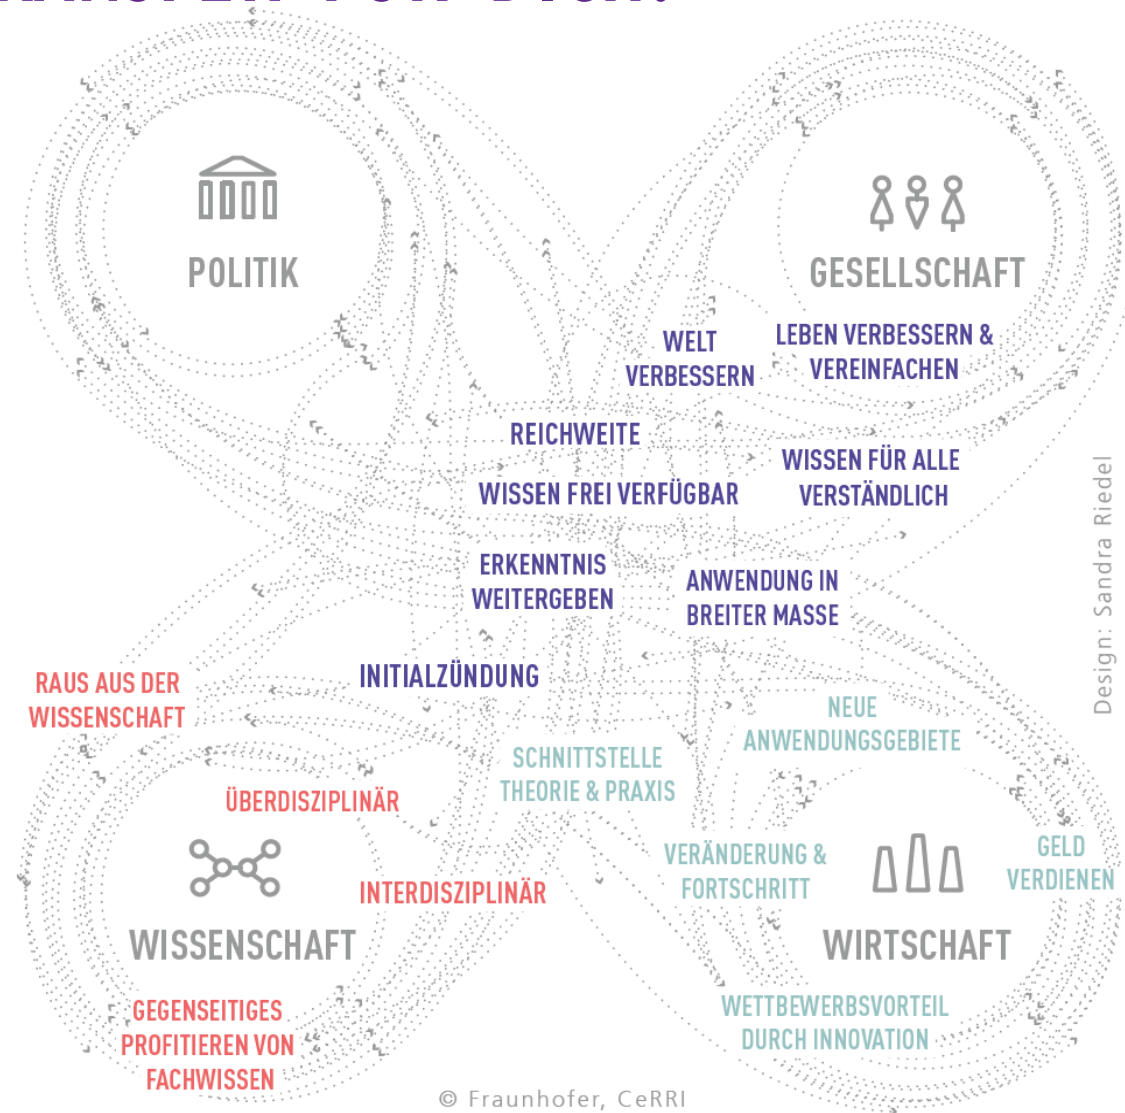 FÜR DICH?
POLITIK
GESELLSCHAFT
WELT
VERBESSERN
LEBEN VERBESSERN &
VEREINFACHEN
REICHWEITE
WISSEN FÜR ALLE
VERSTÄNDLICH
WISSEN FREI VERFÜGBAR
ERKENNTNIS
WEITERGEBEN
ANWENDUNG IN
BREITER MASSE
INITIALZÜNDUNG
RAUS AUS DER
WISSENSCHAFT
NEUE
ANWENDUNGSGEBIETE
SCHNITTSTELLE
THEORIE & PRAXIS
ÜBERDISZIPLINÄR
INTERDISZIPLINÄR
VERÄNDERUNG &
FORTSCHRITT
GELD
VERDIENEN
WISSENSCHAFT
WIRTSCHAFT
GEGENSEITIGES
PROFITIEREN VON
FACHWISSEN
WETTBEWERBSVORTEIL
DURCH INNOVATION
© Fraunhofer, CeRRI
Design: Sandra Riedel